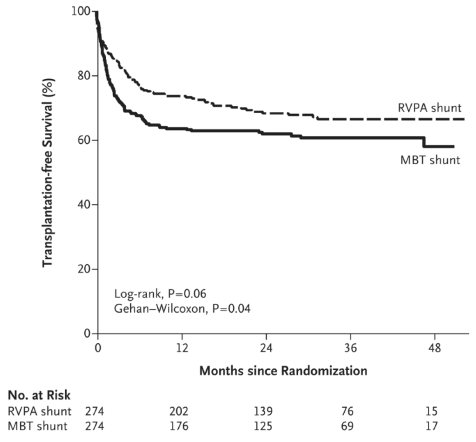 Transplantation-free Survival (%)
100
80
60
40
20
0
RVPA shunt
MBT shunt
Log-rank, P=0.06
Gehan–Wilcoxon, P=0.04
0 12 24 36 48
Months since Randomization
No. at Risk
RVPA shunt 274 202 139 76 15
MBT shunt 274 176 125 69 17